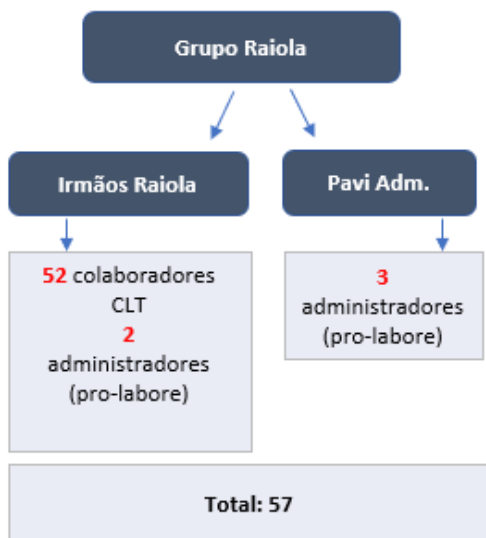 Grupo Raiola
Irmãos Raiola
Pavi Adm.
52 colaboradores
CLT
2
administradores
(pro-labore)
3
administradores
(pro-labore)
Total: 57